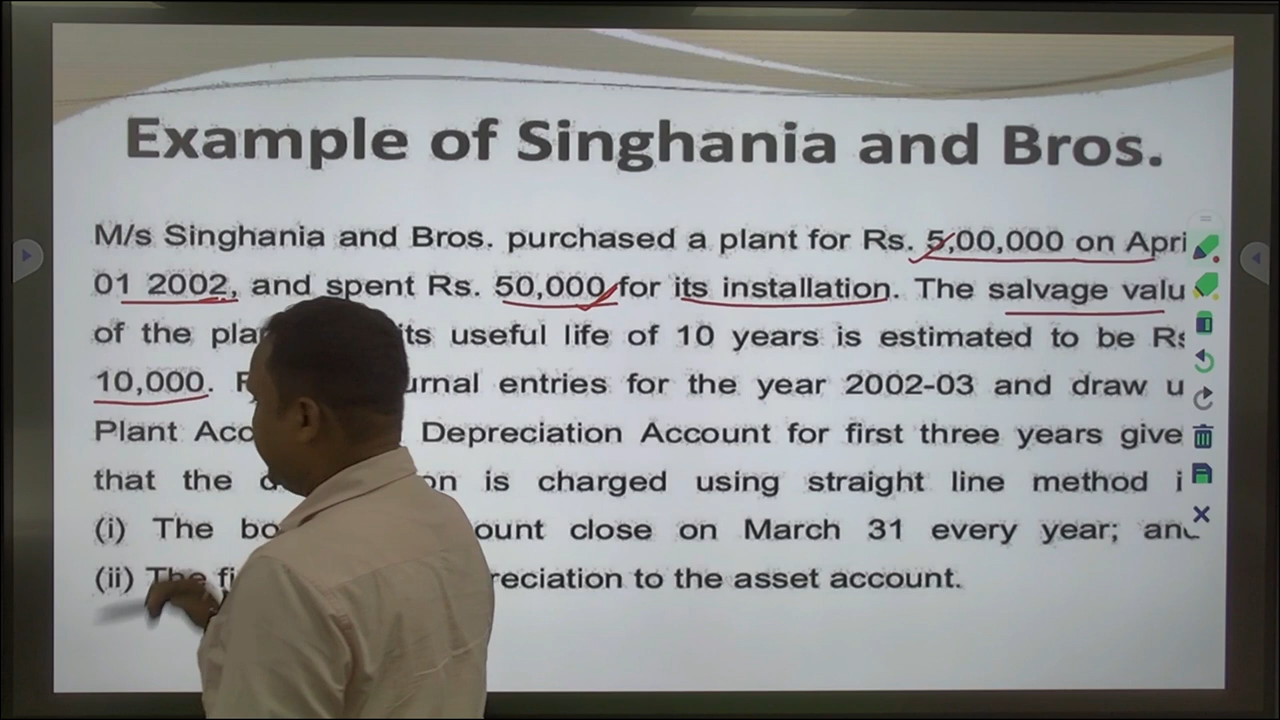 Example of Singhania and Bros.
M/s Singhania and Bros. purchased a plant for Rs. 5,00,000 on Apri
01 2002, and spent Rs. 50,000 for its installation. The salvage valu
of the pla ts useful life of 10 years is estimated to be Rs
10,000. urnal entries for the year 2002-03 and draw u
Plant Acc Depreciation Account for first three years give
that the on is charged using straight line method i
(i) The bo ount close on March 31 every year; and
(ii) The fi reciation to the asset account.